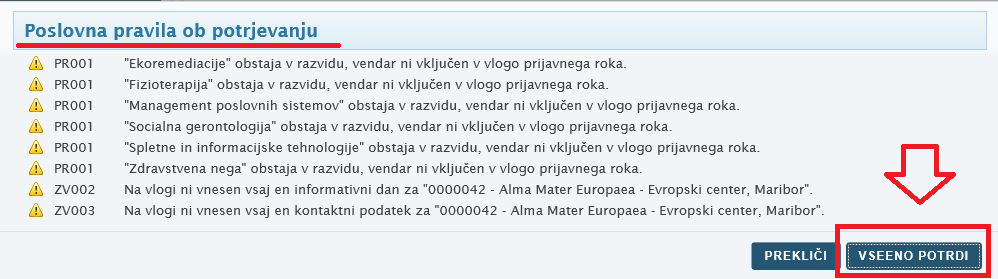 Poslovna pravila ob potrjevanju
PR001 "Ekoremediacije" obstaja v razvidu, vendar ni vključen v vlogo prijavnega roka.
PR001 "Fizioterapija" obstaja v razvidu, vendar ni vključen v vlogo prijavnega roka.
PR001 "Management poslovnih sistemov" obstaja v razvidu, vendar ni vključen v vlogo prijavnega roka.
PR001 "Socialna gerontologija" obstaja v razvidu, vendar ni vključen v vlogo prijavnega roka.
PR001 "Spletne in informacijske tehnologije" obstaja v razvidu, vendar ni vključen v vlogo prijavnega roka.
PR001 "Zdravstvena nega" obstaja v razvidu, vendar ni vključen v vlogo prijavnega roka.
ZV002 Na vlogi ni vnesen vsaj en informativni dan za "0000042 - Alma Mater Europaea - Evropski center, Maribor".
ZV003 Na vlogi ni vnesen vsaj en kontaktni podatek za "0000042 - Alma Mater Europaea - Evropski center, Maribor".
PREKLIČI VSEENO POTRDI